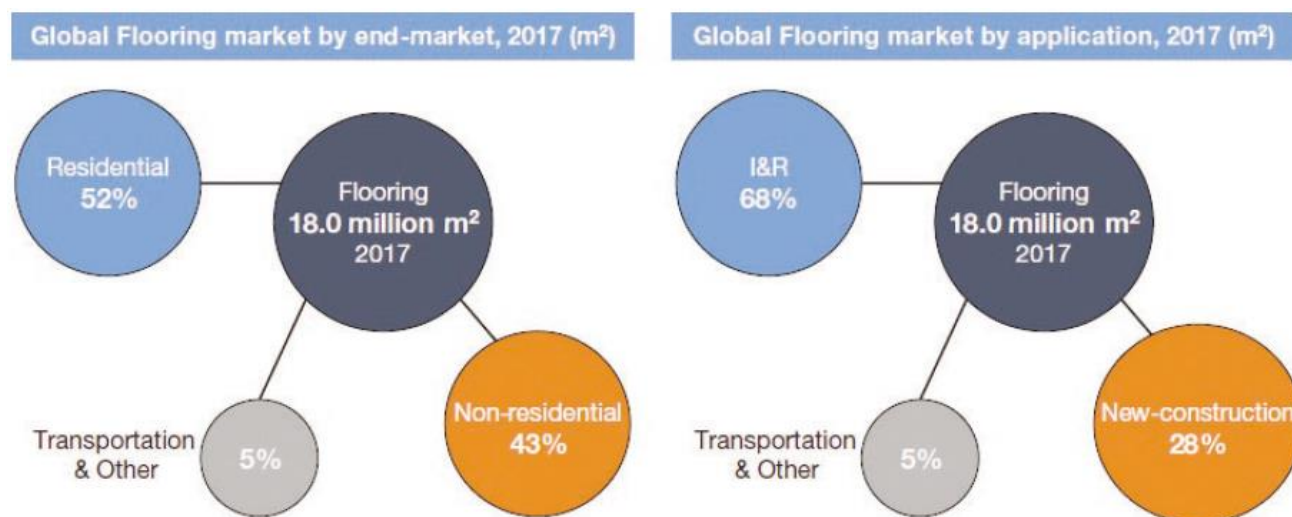 Global Flooring market by end-market, 2017 (m²)
Residential
52%
Flooring
18.0 million m²
2017
Non-residential
43%
Transportation
& Other
5%
Global Flooring market by application, 2017 (m²)
I&R
68%
Flooring
18.0 million m²
2017
New-construction
28%
Transportation
& Other
5%